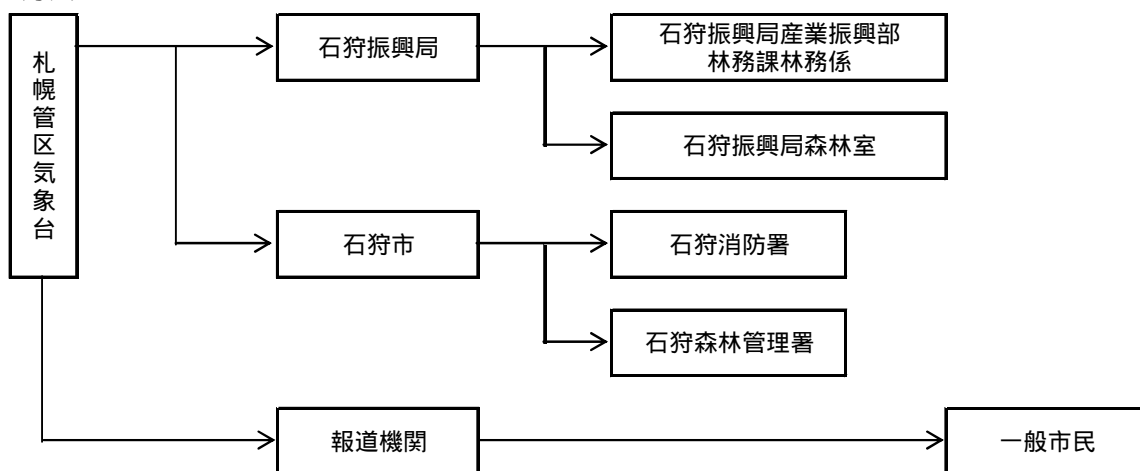 札幌管区気象台
石狩振興局
石狩振興局産業振興部
林務課林務係
石狩振興局森林室
石狩市
石狩消防署
石狩森林管理署
報道機関
一般市民